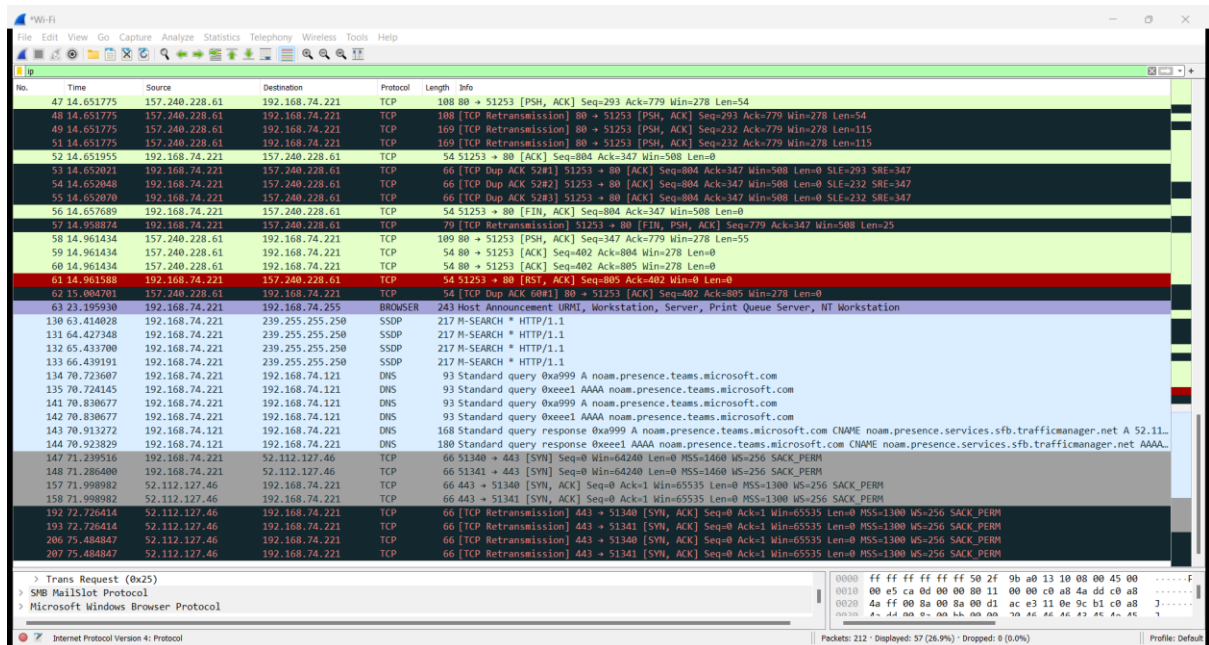 *Wi-Fi
File Edit View Go Capture Analyze Statistics Telephony Wireless Tools Help
ip
No. Time Source Destination Protocol Length Info
47 14.651775 157.240.228.61 192.168.74.221 TCP 108 80 → 51253 [PSH, ACK] Seq=293 Ack=779 Win=278 Len=54
48 14.651775 157.240.228.61 192.168.74.221 TCP 108 [TCP Retransmission] 80 → 51253 [PSH, ACK] Seq=293 Ack=779 Win=278 Len=54
49 14.651775 157.240.228.61 192.168.74.221 TCP 169 [TCP Retransmission] 80 → 51253 [PSH, ACK] Seq=232 Ack=779 Win=278 Len=115
51 14.651775 157.240.228.61 192.168.74.221 TCP 169 [TCP Retransmission] 80 → 51253 [PSH, ACK] Seq=232 Ack=779 Win=278 Len=115
52 14.651955 192.168.74.221 157.240.228.61 TCP 54 51253 → 80 [ACK] Seq=804 Ack=347 Win=508 Len=0
53 14.652021 192.168.74.221 157.240.228.61 TCP 66 [TCP Dup ACK 52#1] 51253 → 80 [ACK] Seq=804 Ack=347 Win=508 Len=0 SLE=293 SRE=347
54 14.652048 192.168.74.221 157.240.228.61 TCP 66 [TCP Dup ACK 52#2] 51253 → 80 [ACK] Seq=804 Ack=347 Win=508 Len=0 SLE=232 SRE=347
55 14.652070 192.168.74.221 157.240.228.61 TCP 66 [TCP Dup ACK 52#3] 51253 → 80 [ACK] Seq=804 Ack=347 Win=508 Len=0 SLE=232 SRE=347
56 14.657689 192.168.74.221 157.240.228.61 TCP 54 51253 → 80 [FIN, ACK] Seq=804 Ack=347 Win=508 Len=0
57 14.958874 192.168.74.221 157.240.228.61 TCP 79 [TCP Retransmission] 51253 → 80 [FIN, PSH, ACK] Seq=779 Ack=347 Win=508 Len=25
58 14.961434 157.240.228.61 192.168.74.221 TCP 109 80 → 51253 [PSH, ACK] Seq=347 Ack=779 Win=278 Len=55
59 14.961434 157.240.228.61 192.168.74.221 TCP 54 80 → 51253 [ACK] Seq=402 Ack=804 Win=278 Len=0
60 14.961434 157.240.228.61 192.168.74.221 TCP 54 80 → 51253 [ACK] Seq=402 Ack=805 Win=278 Len=0
61 14.961588 192.168.74.221 157.240.228.61 TCP 54 51253 → 80 [RST, ACK] Seq=805 Ack=402 Win=0 Len=0
62 15.004701 157.240.228.61 192.168.74.221 TCP 54 [TCP Dup ACK 60#1] 80 → 51253 [ACK] Seq=402 Ack=805 Win=278 Len=0
63 23.195930 192.168.74.221 192.168.74.255 BROWSER 243 Host Announcement URMI, Workstation, Server, Print Queue Server, NT Workstation
130 63.414028 192.168.74.221 239.255.255.250 SSDP 217 M-SEARCH * HTTP/1.1
131 64.427348 192.168.74.221 239.255.255.250 SSDP 217 M-SEARCH * HTTP/1.1
132 65.433700 192.168.74.221 239.255.255.250 SSDP 217 M-SEARCH * HTTP/1.1
133 66.439191 192.168.74.221 239.255.255.250 SSDP 217 M-SEARCH * HTTP/1.1
134 70.723607 192.168.74.221 192.168.74.121 DNS 93 Standard query 0xa999 A noam.presence.teams.microsoft.com
135 70.724145 192.168.74.221 192.168.74.121 DNS 93 Standard query 0xeee1 AAAA noam.presence.teams.microsoft.com
141 70.830677 192.168.74.221 192.168.74.121 DNS 93 Standard query 0xa999 A noam.presence.teams.microsoft.com
142 70.830677 192.168.74.221 192.168.74.121 DNS 93 Standard query 0xeee1 AAAA noam.presence.teams.microsoft.com
143 70.913272 192.168.74.121 192.168.74.221 DNS 168 Standard query response 0xa999 A noam.presence.teams.microsoft.com CNAME noam.presence.services.sfb.trafficmanager.net A 52.11…
144 70.923829 192.168.74.121 192.168.74.221 DNS 180 Standard query response 0xeee1 AAAA noam.presence.teams.microsoft.com CNAME noam.presence.services.sfb.trafficmanager.net AAAA…
147 71.239516 192.168.74.221 52.112.127.46 TCP 66 51340 → 443 [SYN] Seq=0 Win=64240 Len=0 MSS=1460 WS=256 SACK_PERM
148 71.286400 192.168.74.221 52.112.127.46 TCP 66 51341 → 443 [SYN] Seq=0 Win=64240 Len=0 MSS=1460 WS=256 SACK_PERM
157 71.998982 52.112.127.46 192.168.74.221 TCP 66 443 → 51340 [SYN, ACK] Seq=0 Ack=1 Win=65535 Len=0 MSS=1300 WS=256 SACK_PERM
158 71.998982 52.112.127.46 192.168.74.221 TCP 66 443 → 51341 [SYN, ACK] Seq=0 Ack=1 Win=65535 Len=0 MSS=1300 WS=256 SACK_PERM
192 72.726414 52.112.127.46 192.168.74.221 TCP 66 [TCP Retransmission] 443 → 51340 [SYN, ACK] Seq=0 Ack=1 Win=65535 Len=0 MSS=1300 WS=256 SACK_PERM
193 72.726414 52.112.127.46 192.168.74.221 TCP 66 [TCP Retransmission] 443 → 51341 [SYN, ACK] Seq=0 Ack=1 Win=65535 Len=0 MSS=1300 WS=256 SACK_PERM
206 75.484847 52.112.127.46 192.168.74.221 TCP 66 [TCP Retransmission] 443 → 51340 [SYN, ACK] Seq=0 Ack=1 Win=65535 Len=0 MSS=1300 WS=256 SACK_PERM
207 75.484847 52.112.127.46 192.168.74.221 TCP 66 [TCP Retransmission] 443 → 51341 [SYN, ACK] Seq=0 Ack=1 Win=65535 Len=0 MSS=1300 WS=256 SACK_PERM
> Trans Request (0x25)
> SMB MailSlot Protocol
> Microsoft Windows Browser Protocol
0000 ff ff ff ff ff ff 50 2f 9b a0 13 10 08 00 45 00 ······P
0010 00 e5 ca 0d 00 00 80 11 00 00 c0 a8 4a dd c0 a8
0020 4a ff 00 8a 00 8a 00 d1 ac e3 11 0e 9c b1 c0 a8 J·······
Internet Protocol Version 4: Protocol
Packets: 212 · Displayed: 57 (26.9%) · Dropped: 0 (0.0%)
Profile: Default